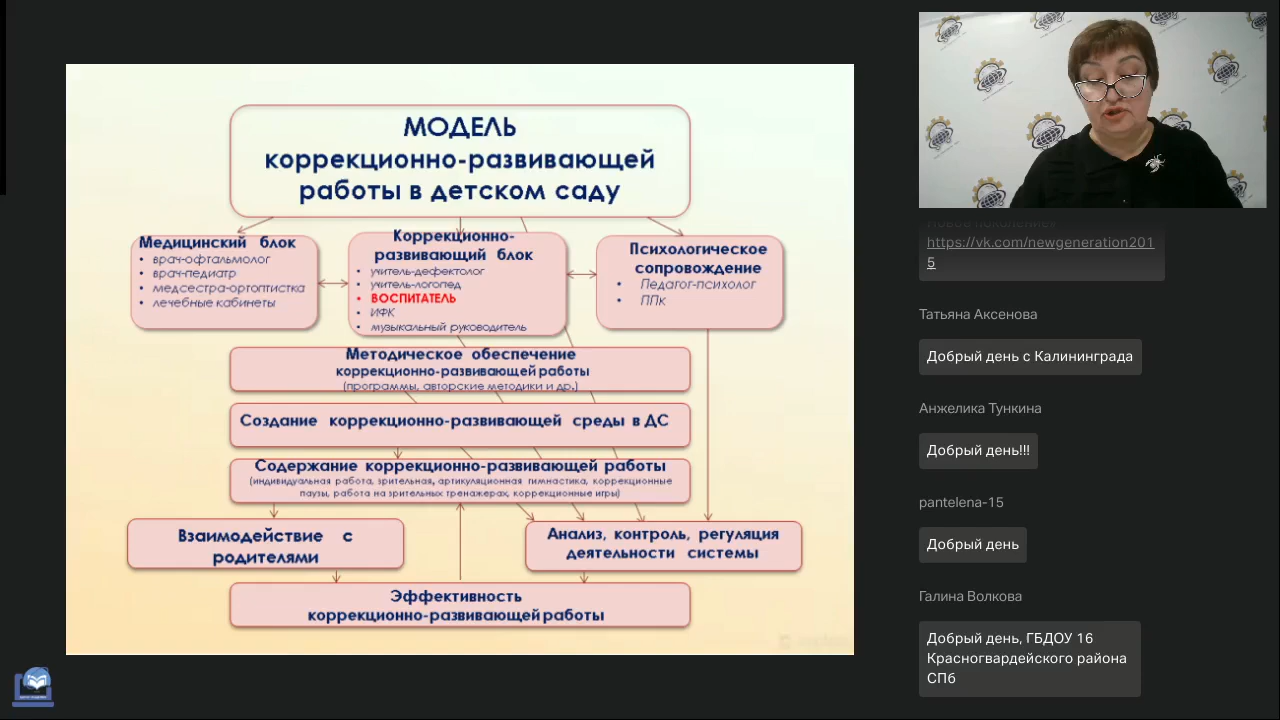 МОДЕЛЬ
коррекционно-развивающей
работы в детском саду
Медицинский блок
• врач-офтальмолог
• врач-педиатр
• медсестра-ортоптистка
• лечебные кабинеты
Коррекционно-
развивающий блок
• учитель-дефектолог
• учитель-логопед
• ВОСПИТАТЕЛЬ
• ИФК
• музыкальный руководитель
Психологическое
сопровождение
• Педагог-психолог
• ППк
Методическое обеспечение
коррекционно-развивающей работы
(программы, авторские методики и др.)
Создание коррекционно-развивающей среды в ДС
Содержание коррекционно-развивающей работы
(индивидуальная работа, зрительная, артикуляционная гимнастика, коррекционные
паузы, работа на зрительных тренажерах, коррекционные игры)
Взаимодействие с
родителями
Анализ, контроль, регуляция
деятельности системы
Эффективность
коррекционно-развивающей работы
https://vk.com/newgeneration201
5
Татьяна Аксенова
Добрый день с Калининграда
Анжелика Тункина
Добрый день!!!
pantelena-15
Добрый день
Галина Волкова
Добрый день, ГБДОУ 16
Красногвардейского района
СПб